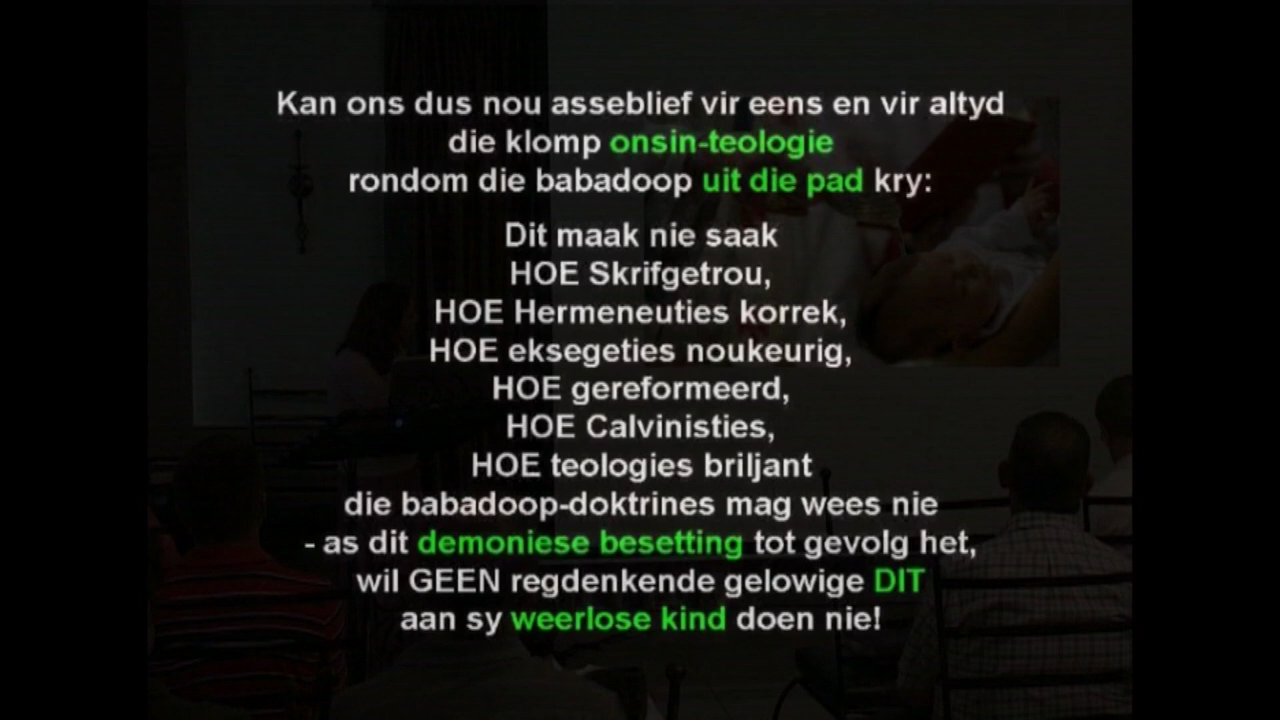 Kan ons dus nou asseblief vir eens en vir altyd
die klomp onsin-teologie
rondom die babadoop uit die pad kry:
Dit maak nie saak
HOE Skrifgetrou,
HOE Hermeneuties korrek,
HOE eksegeties noukeurig,
HOE gereformeerd,
HOE Calvinisties,
HOE teologies briljant
die babadoop-doktrines mag wees nie
- as dit demoniese besetting tot gevolg het,
wil GEEN regdenkende gelowige DIT
aan sy weerlose kind doen nie!